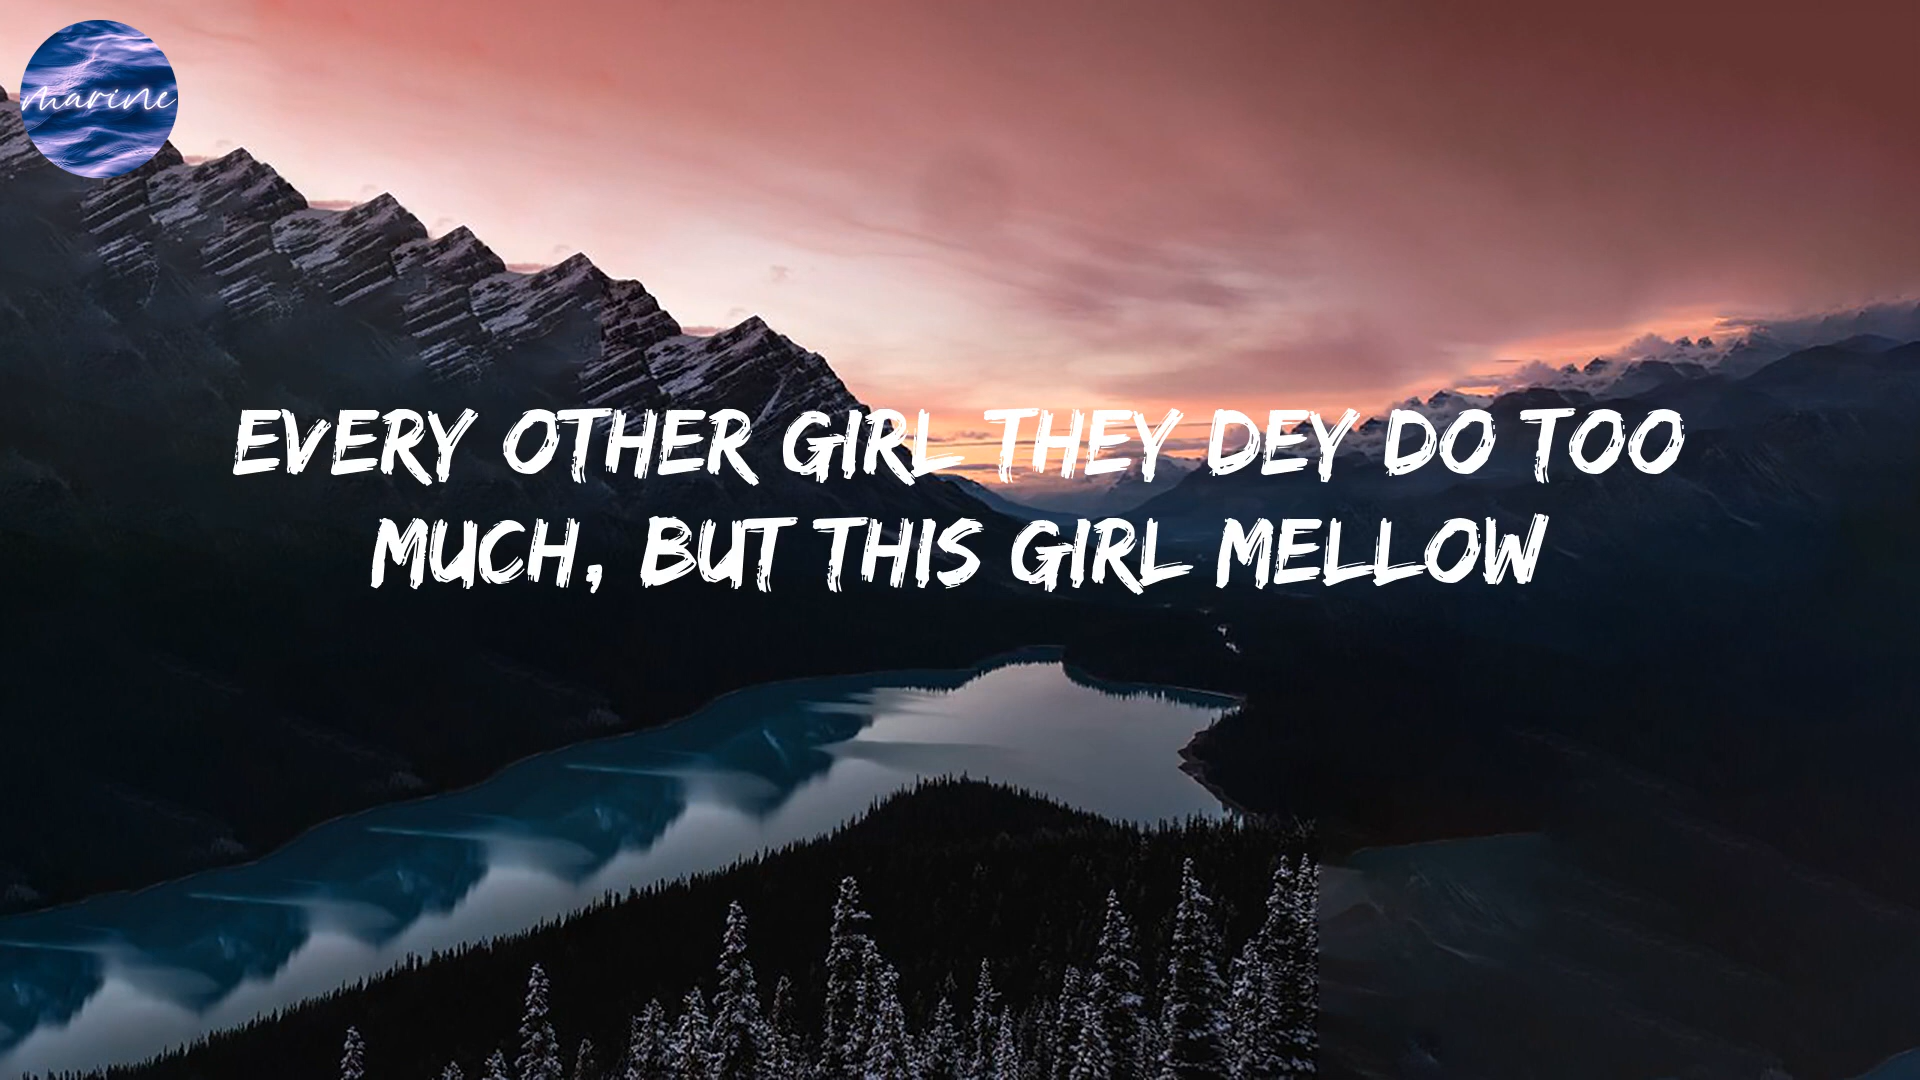 marine
EVERY OTHER GIRL THEY DEY DO TOO
MUCH, BUT THIS GIRL MELLOW